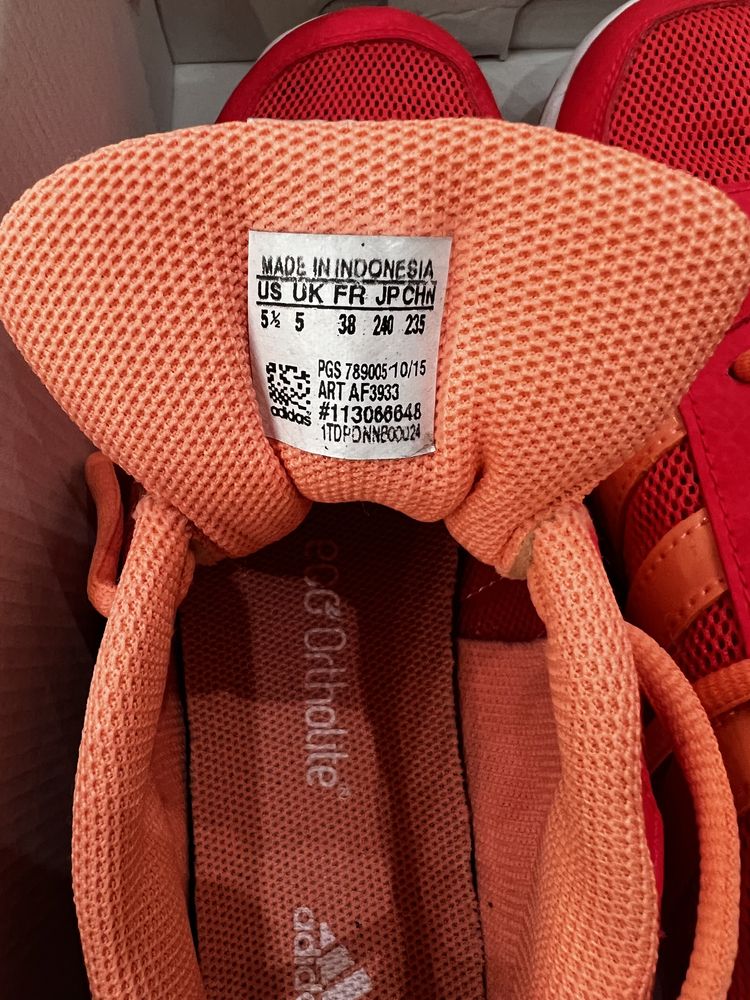 MADE IN INDONESIA
US UK FR JP CHN
5½ 5 38 240 235
PGS 789005 10/15
ART AF3933
#113066648
adidas
eco Ortholite
adidas